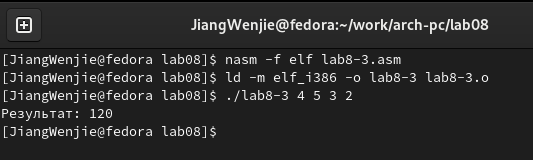 JiangWenjie@fedora:~/work/arch-pc/lab08
[JiangWenjie@fedora lab08]$ nasm -f elf lab8-3.asm
[JiangWenjie@fedora lab08]$ ld -m elf_i386 -o lab8-3 lab8-3.o
[JiangWenjie@fedora lab08]$ ./lab8-3 4 5 3 2
Результат: 120
[JiangWenjie@fedora lab08]$